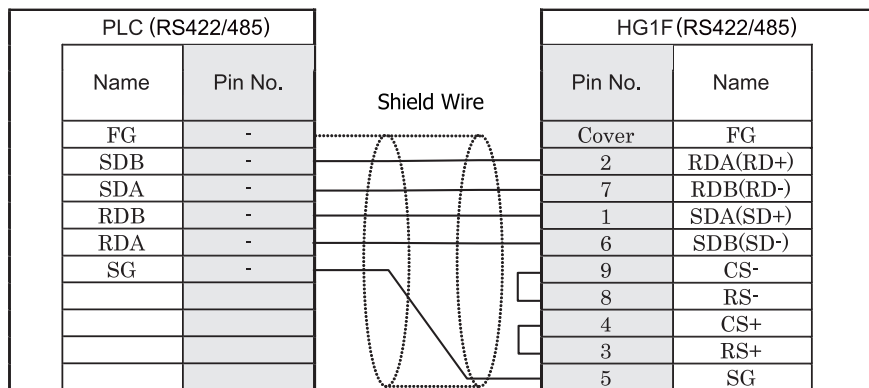 PLC (RS422/485) HG1F(RS422/485)
Name Pin No. Pin No. Name
Shield Wire
FG - Cover FG
SDB - 2 RDA(RD+)
SDA - 7 RDB(RD-)
RDB - 1 SDA(SD+)
RDA - 6 SDB(SD-)
SG - 9 CS-
8 RS-
4 CS+
3 RS+
5 SG